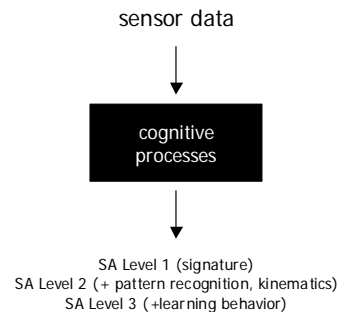 sensor data
cognitive
processes
SA Level 1 (signature)
SA Level 2 (+ pattern recognition, kinematics)
SA Level 3 (+learning behavior)